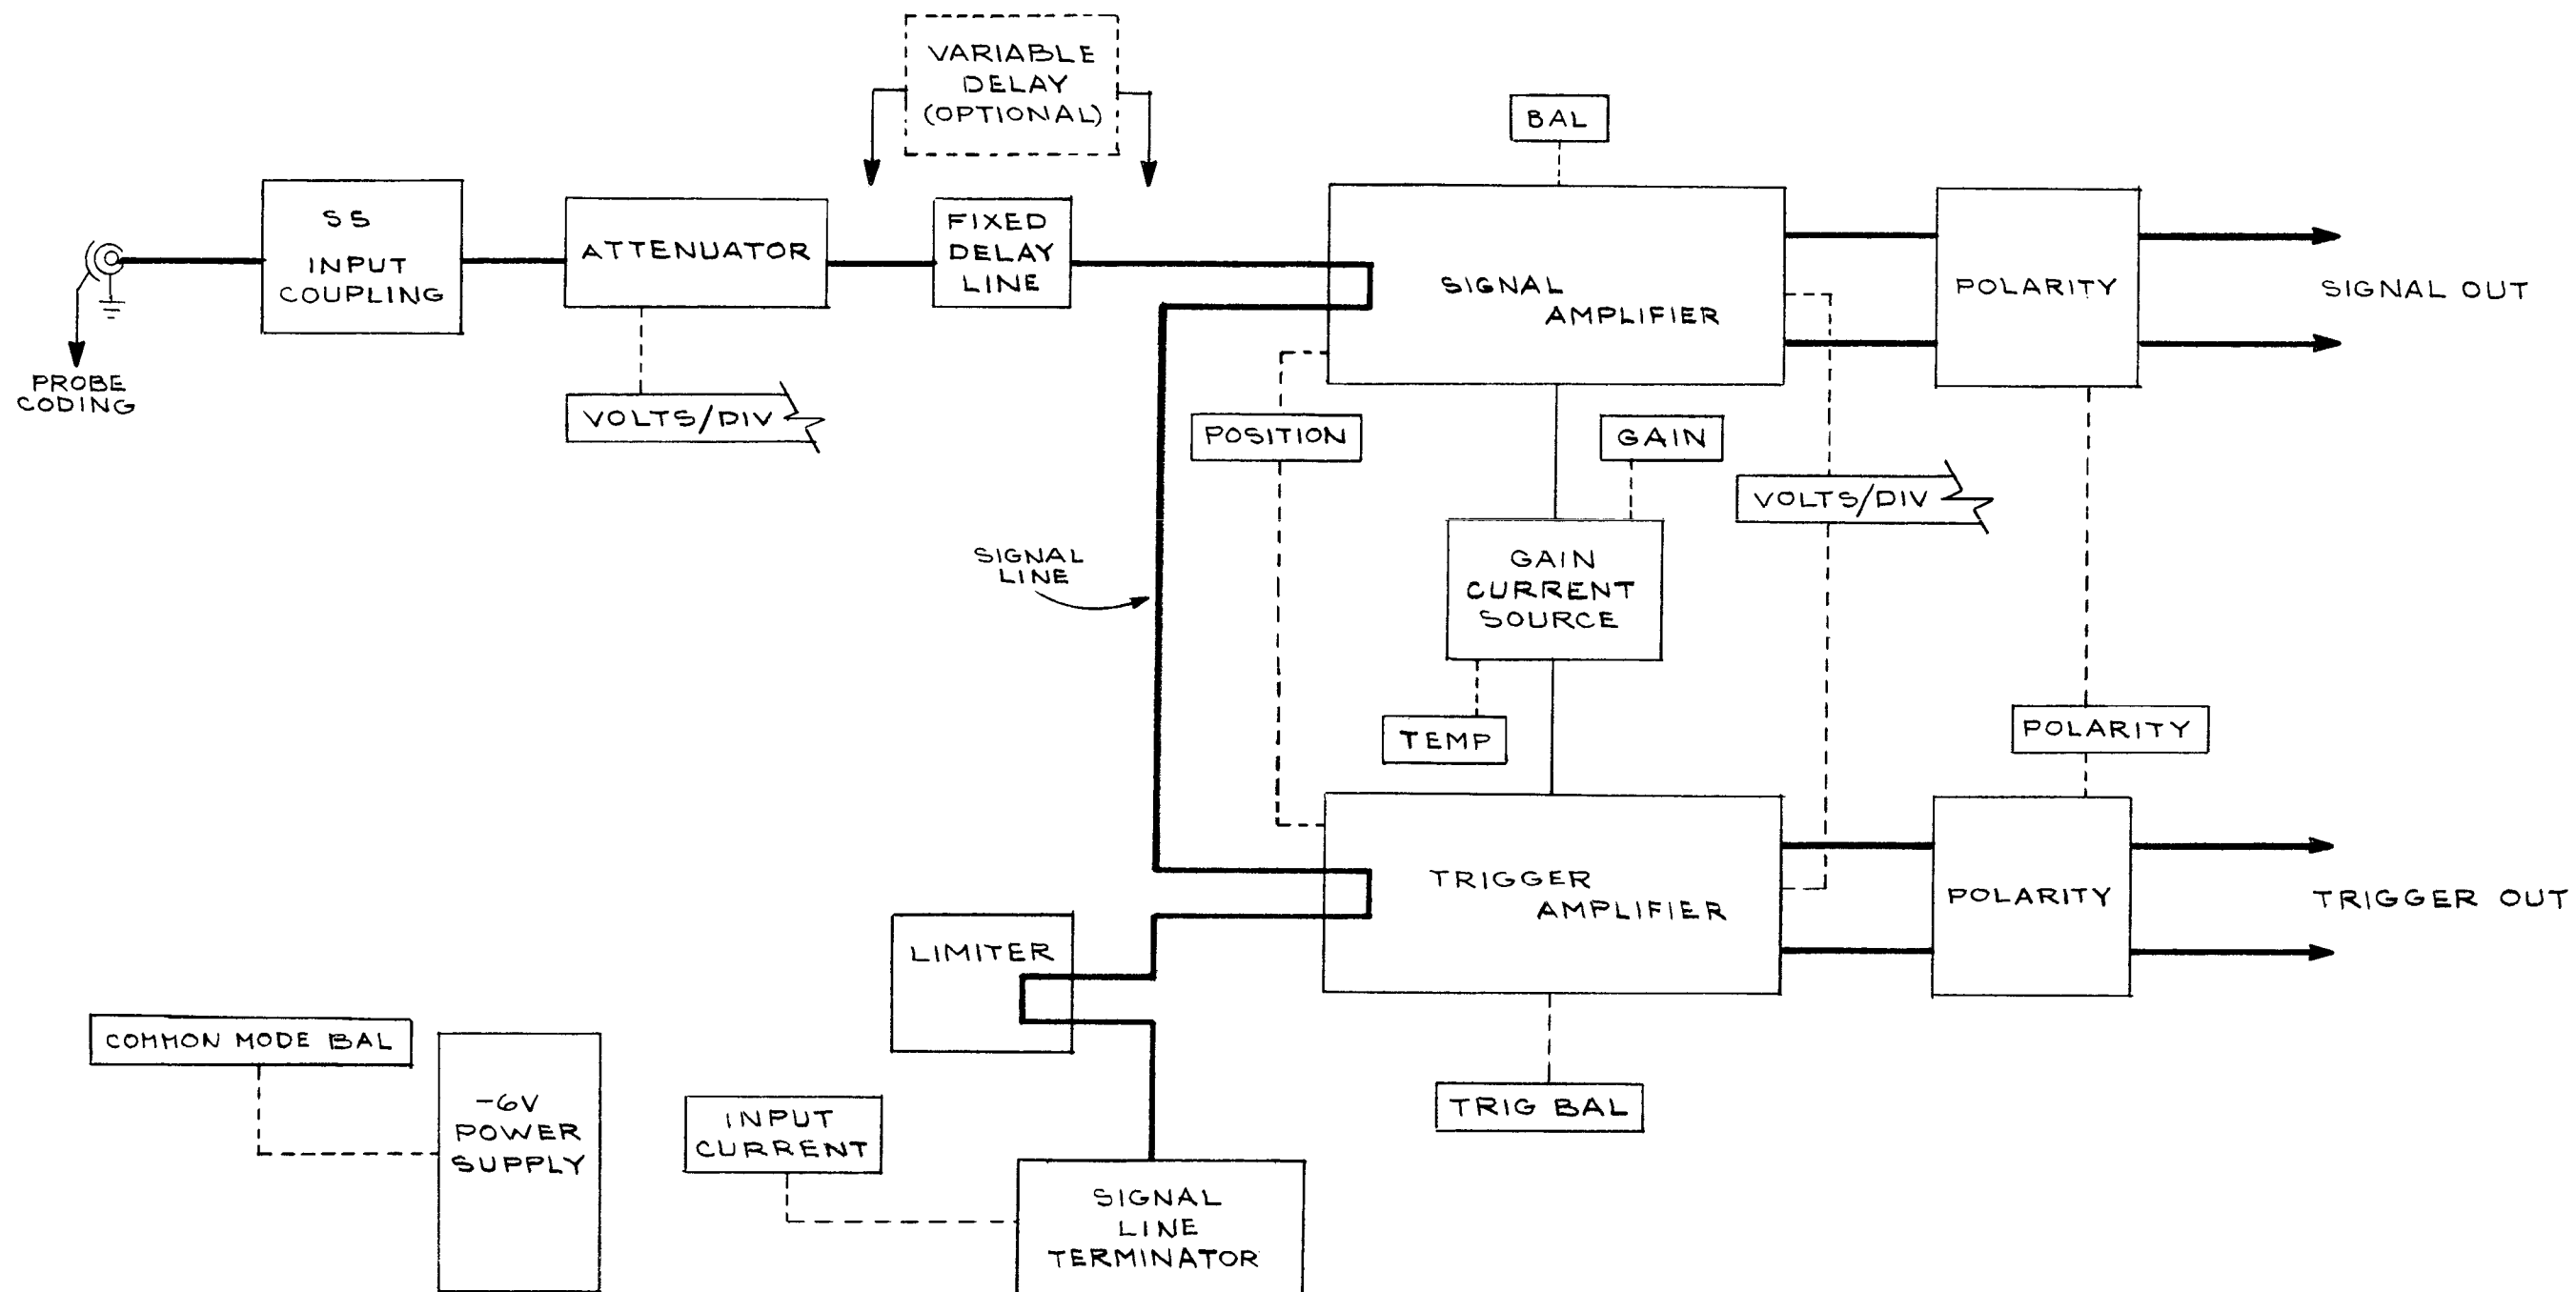 VARIABLE
DELAY
(OPTIONAL)
BAL
S5
INPUT
COUPLING
ATTENUATOR
FIXED
DELAY
LINE
SIGNAL
AMPLIFIER
POLARITY
SIGNAL OUT
PROBE
CODING
VOLTS/DIV
POSITION
GAIN
VOLTS/DIV
SIGNAL
LINE
GAIN
CURRENT
SOURCE
TEMP
POLARITY
TRIGGER
AMPLIFIER
POLARITY
TRIGGER OUT
LIMITER
COMMON MODE BAL
-6V
POWER
SUPPLY
INPUT
CURRENT
TRIG BAL
SIGNAL
LINE
TERMINATOR